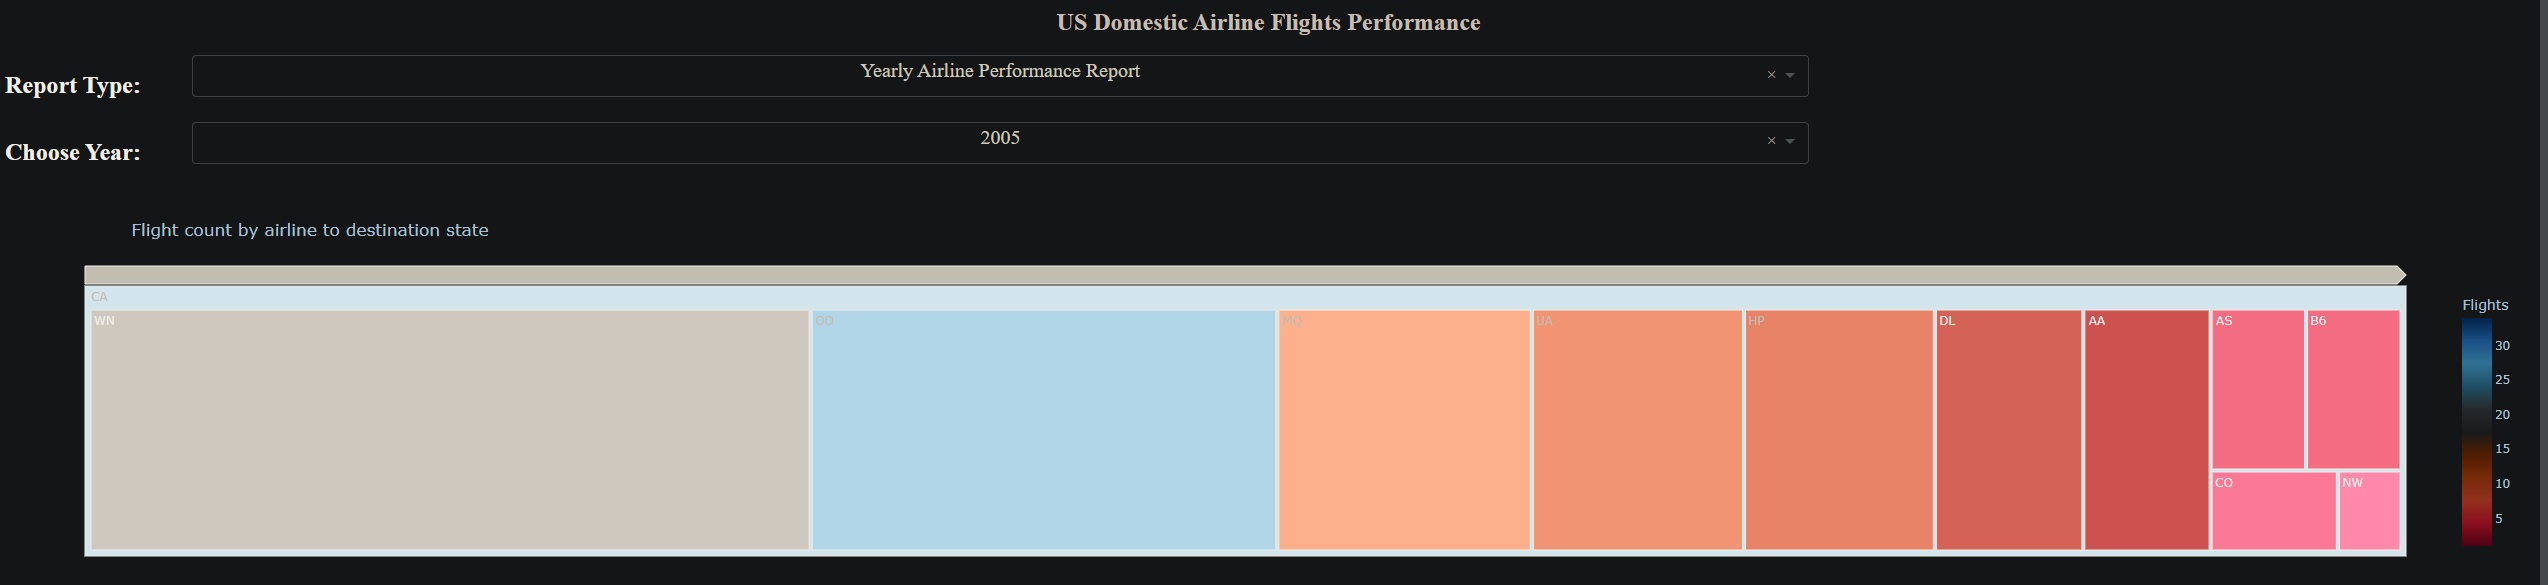 US Domestic Airline Flights Performance
Report Type:
Yearly Airline Performance Report
×
Choose Year:
2005
×
Flight count by airline to destination state
CA
WN
OO
MQ
UA
HP
DL
AA
AS
B6
CO
NW
Flights
30
25
20
15
10
5